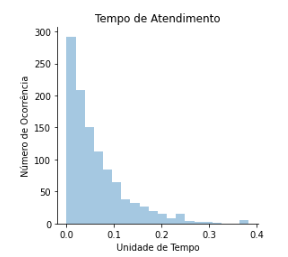 Tempo de Atendimento
Número de Ocorrência
300
250
200
150
100
50
0
0.0 0.1 0.2 0.3 0.4
Unidade de Tempo